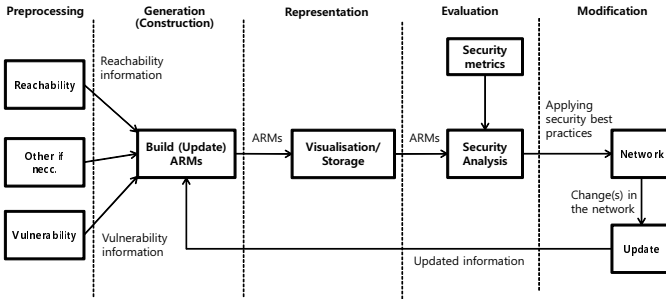 Preprocessing
Generation
(Construction)
Representation
Evaluation
Modification
Reachability
information
Reachability
Other if
necc.
Vulnerability
Vulnerability
information
Build (Update)
ARMs
ARMs
Visualisation/
Storage
ARMs
Security
metrics
Security
Analysis
Applying
security best
practices
Network
Change(s) in
the network
Update
Updated information